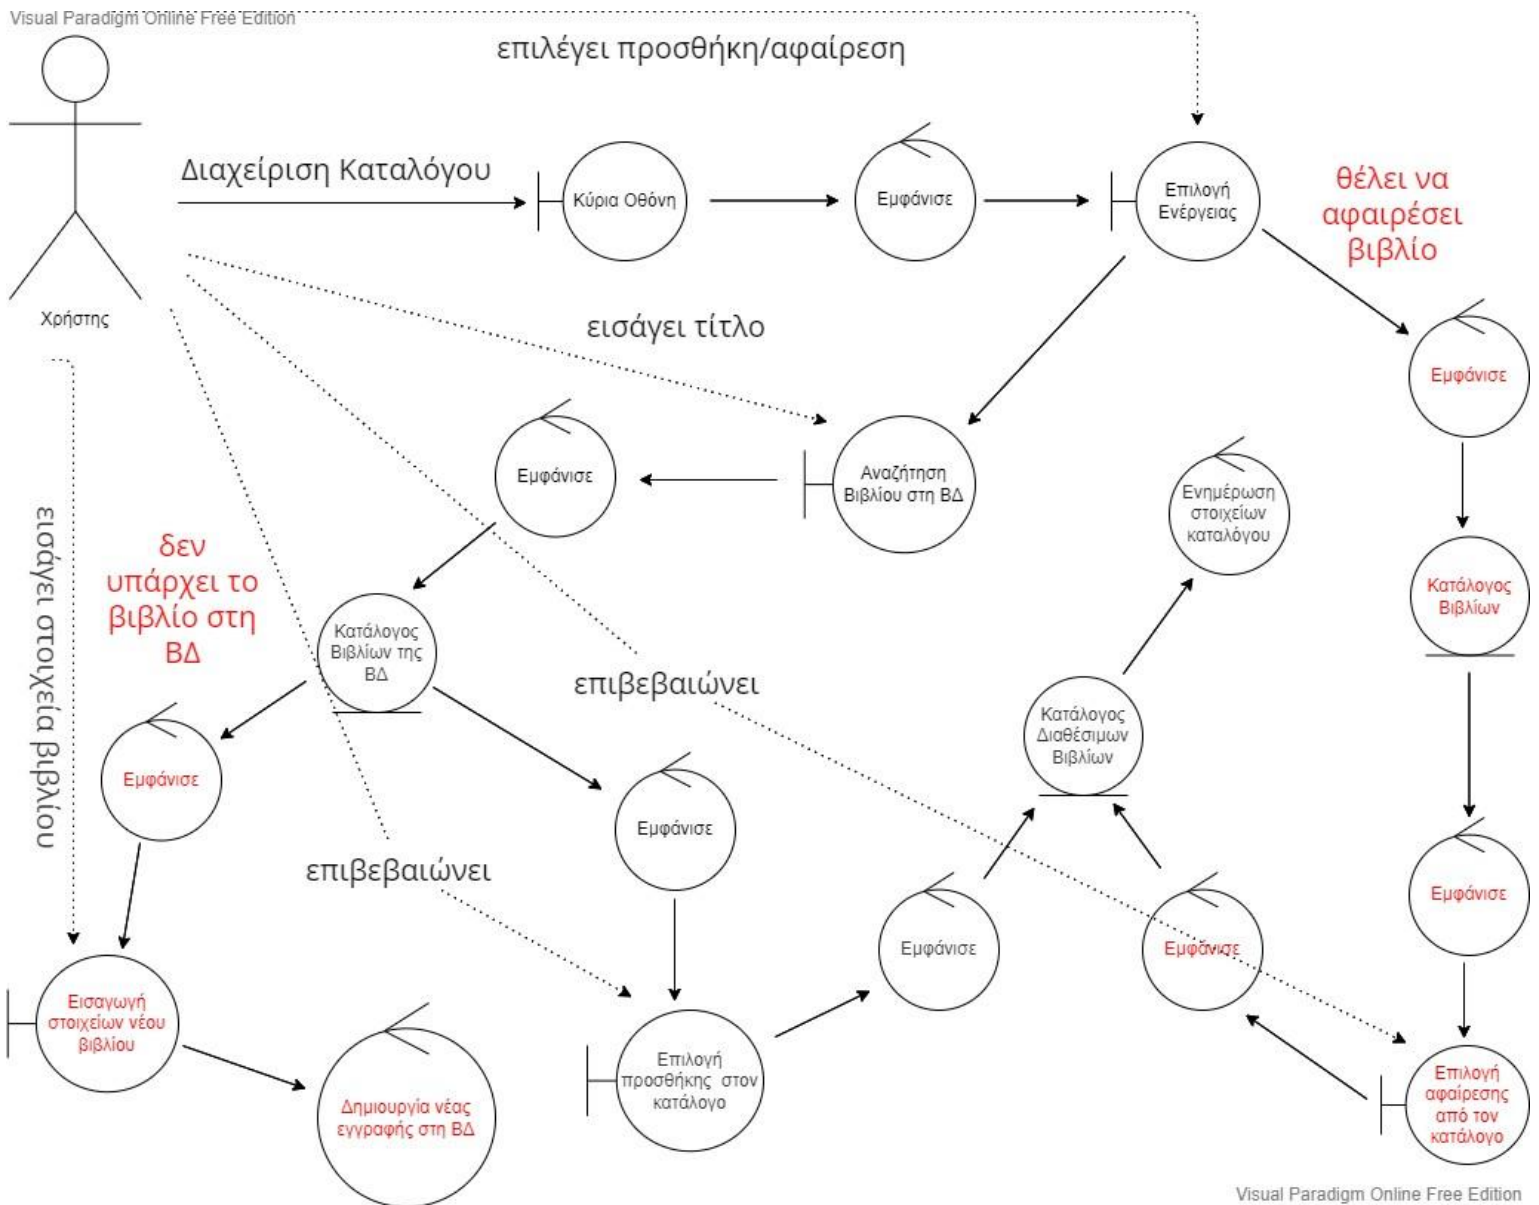 Visual Paradigm Online Free Edition
επιλέγει προσθήκη/αφαίρεση
Διαχείριση Καταλόγου
Κύρια Οθόνη
Εμφάνισε
Επιλογή
Ενέργειας
θέλει να
αφαιρέσει
βιβλίο
Χρήστης
εισάγει τίτλο
Εμφάνισε
Εμφάνισε
Αναζήτηση
Βιβλίου στη ΒΔ
Ενημέρωση
στοιχείων
καταλόγου
εισάγει στοιχεία βιβλίου
δεν
υπάρχει το
βιβλίο στη
ΒΔ
Κατάλογος
Βιβλίων της
ΒΔ
Κατάλογος
Βιβλίων
επιβεβαιώνει
Κατάλογος
Διαθέσιμων
Βιβλίων
Εμφάνισε
Εμφάνισε
επιβεβαιώνει
Εμφάνισε
Εμφάνισε
Εμφάνισε
Εισαγωγή
στοιχείων νέου
βιβλίου
Επιλογή
προσθήκης στον
κατάλογο
Επιλογή
αφαίρεσης
από τον
κατάλογο
Δημιουργία νέας
εγγραφής στη ΒΔ
Visual Paradigm Online Free Edition